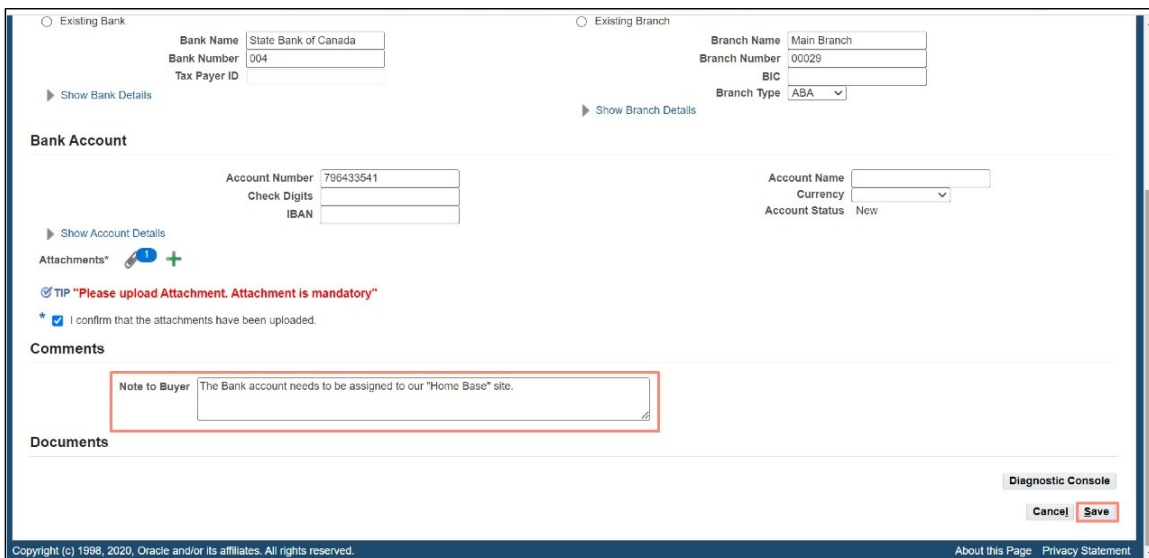 Existing Bank
Existing Branch
Bank Name State Bank of Canada
Branch Name Main Branch
Bank Number 004
Branch Number 00029
Tax Payer ID
BIC
Show Bank Details
Branch Type ABA
Show Branch Details
Bank Account
Account Number 796433541
Account Name
Check Digits
Currency
IBAN
Account Status New
Show Account Details
Attachments* 1
TIP "Please upload Attachment. Attachment is mandatory"
* I confirm that the attachments have been uploaded.
Comments
Note to Buyer The Bank account needs to be assigned to our "Home Base" site.
Documents
Diagnostic Console
Cancel Save
Copyright (c) 1998, 2020, Oracle and/or its affiliates. All rights reserved. About this Page Privacy Statement